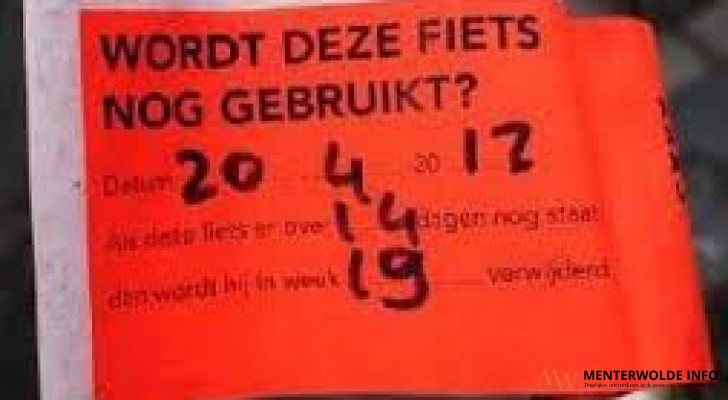 WORDT DEZE FIETS
NOG GEBRUIKT?
Datum 20 4 20 12
Als deze fiets er over 14 dagen nog staat
dan wordt hij in week 19 verwijderd
MENTERWOLDE INFO